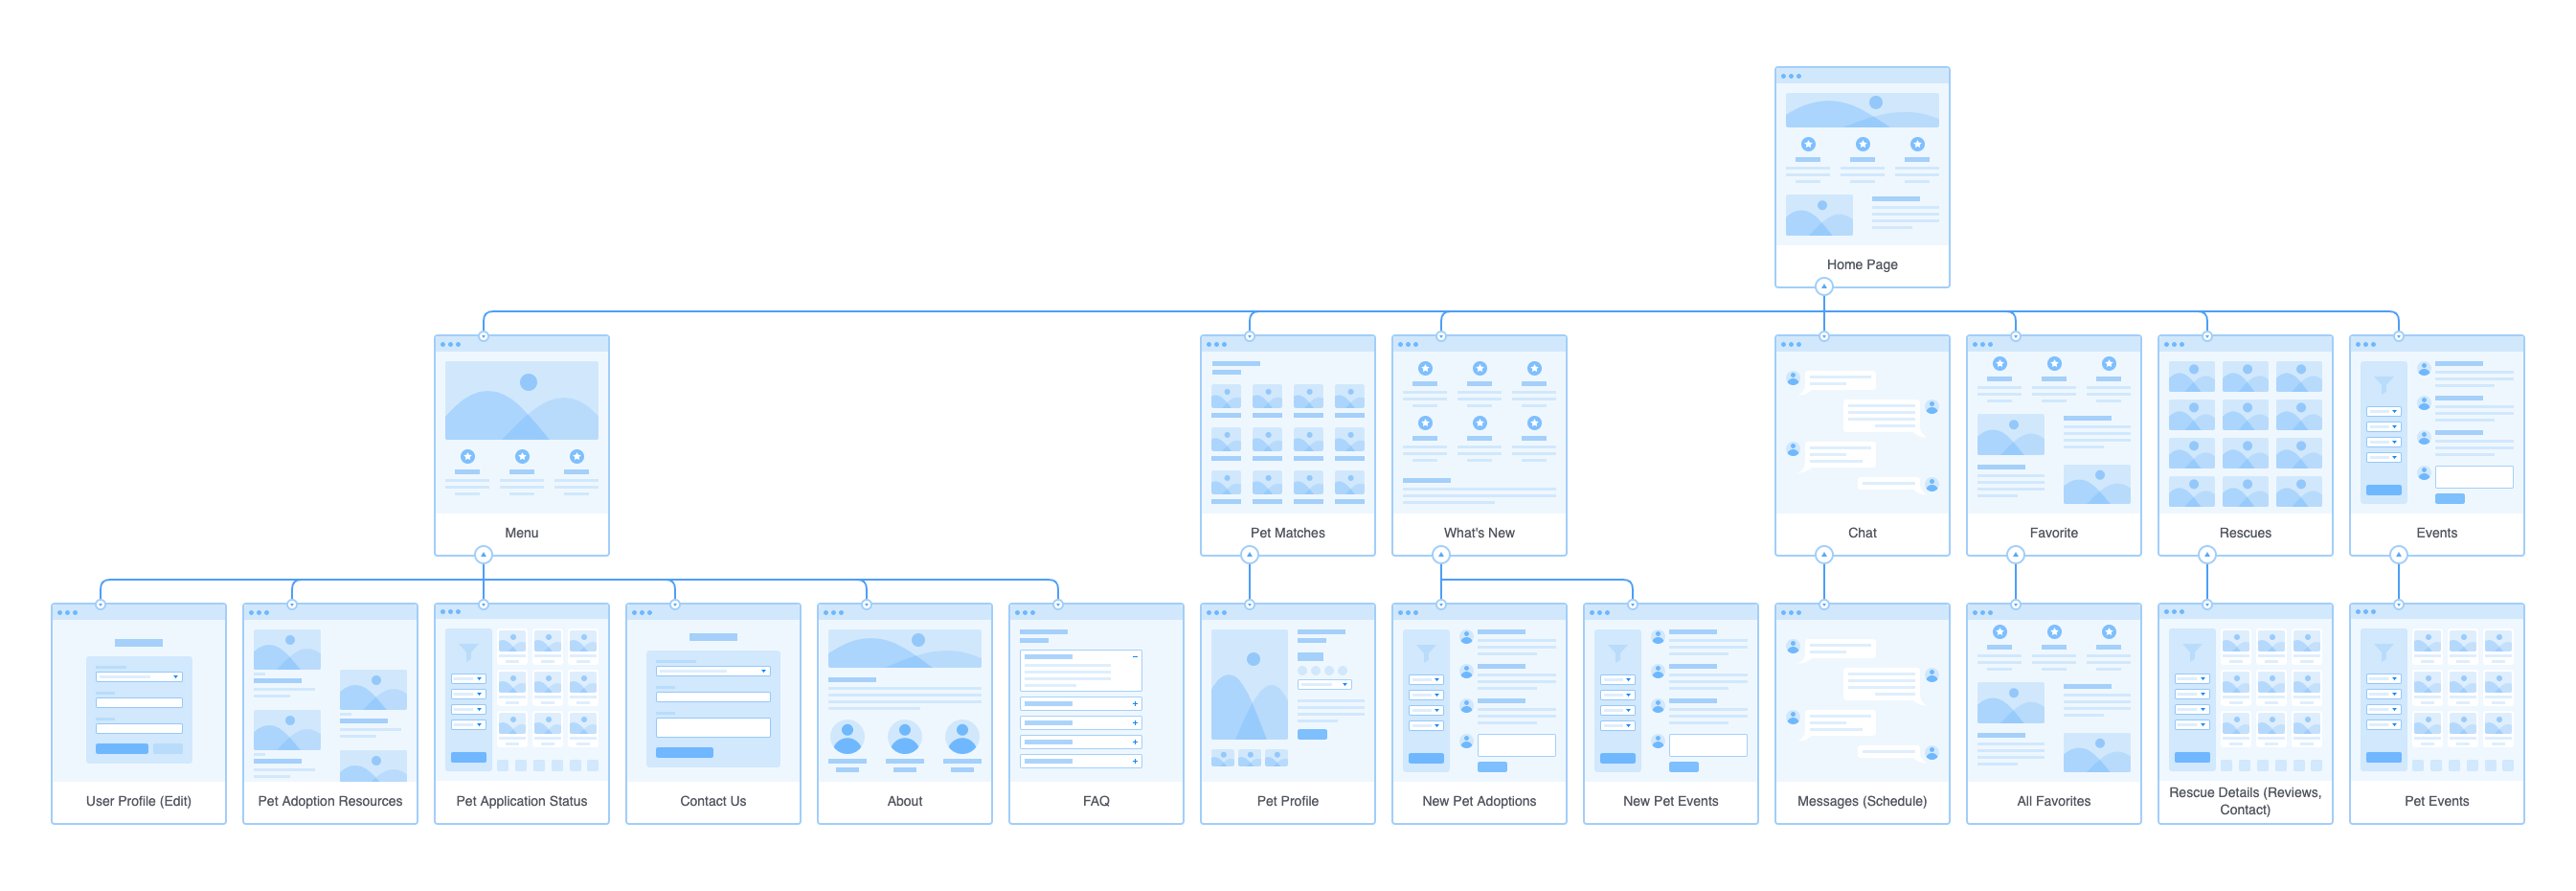 Home Page
Menu
Pet Matches
What's New
Chat
Favorite
Rescues
Events
User Profile (Edit)
Pet Adoption Resources
Pet Application Status
Contact Us
About
FAQ
Pet Profile
New Pet Adoptions
New Pet Events
Messages (Schedule)
All Favorites
Rescue Details (Reviews,
Contact)
Pet Events